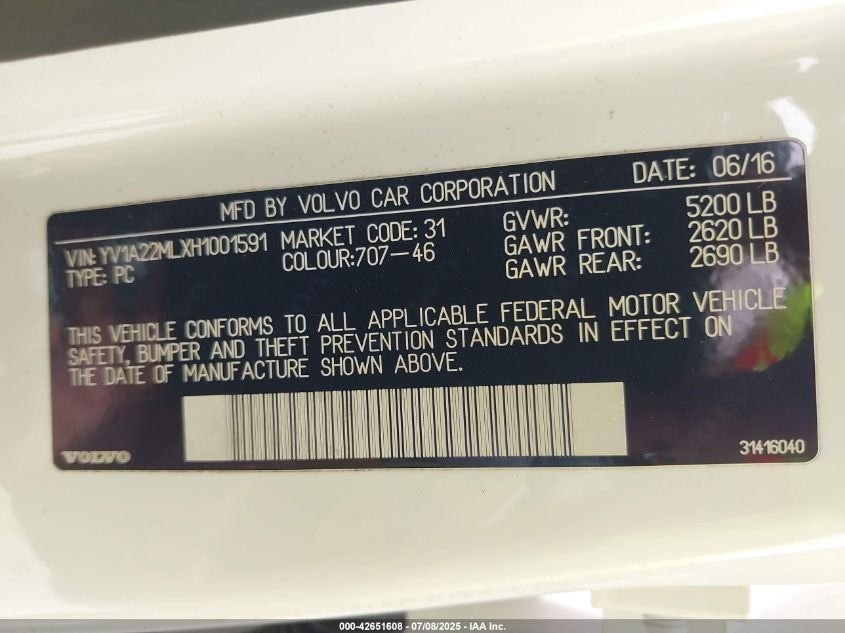 MFD BY VOLVO CAR CORPORATION DATE: 06/16
VIN: YV1A22MLXH1001591 MARKET CODE: 31 GVWR: 5200 LB
TYPE: PC COLOUR:707-46 GAWR FRONT: 2620 LB
GAWR REAR: 2690 LB
THIS VEHICLE CONFORMS TO ALL APPLICABLE FEDERAL MOTOR VEHICLE
SAFETY, BUMPER AND THEFT PREVENTION STANDARDS IN EFFECT ON
THE DATE OF MANUFACTURE SHOWN ABOVE.
VOLVO 31416040
000-42651608 - 07/08/2025 - IAA Inc.